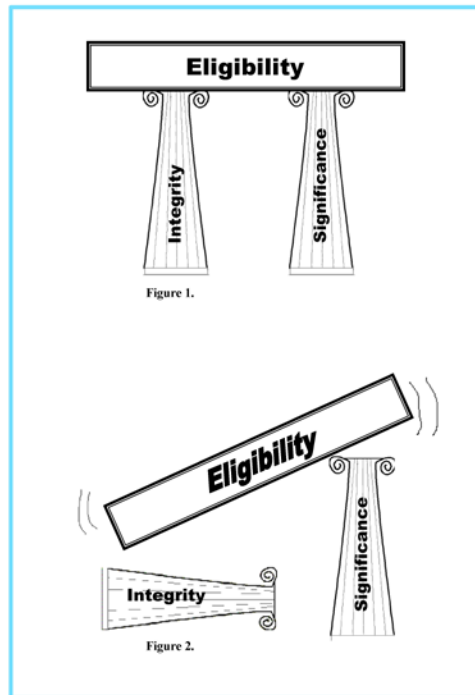 Eligibility
Integrity
Significance
Figure 1.
Eligibility
Significance
Integrity
Figure 2.